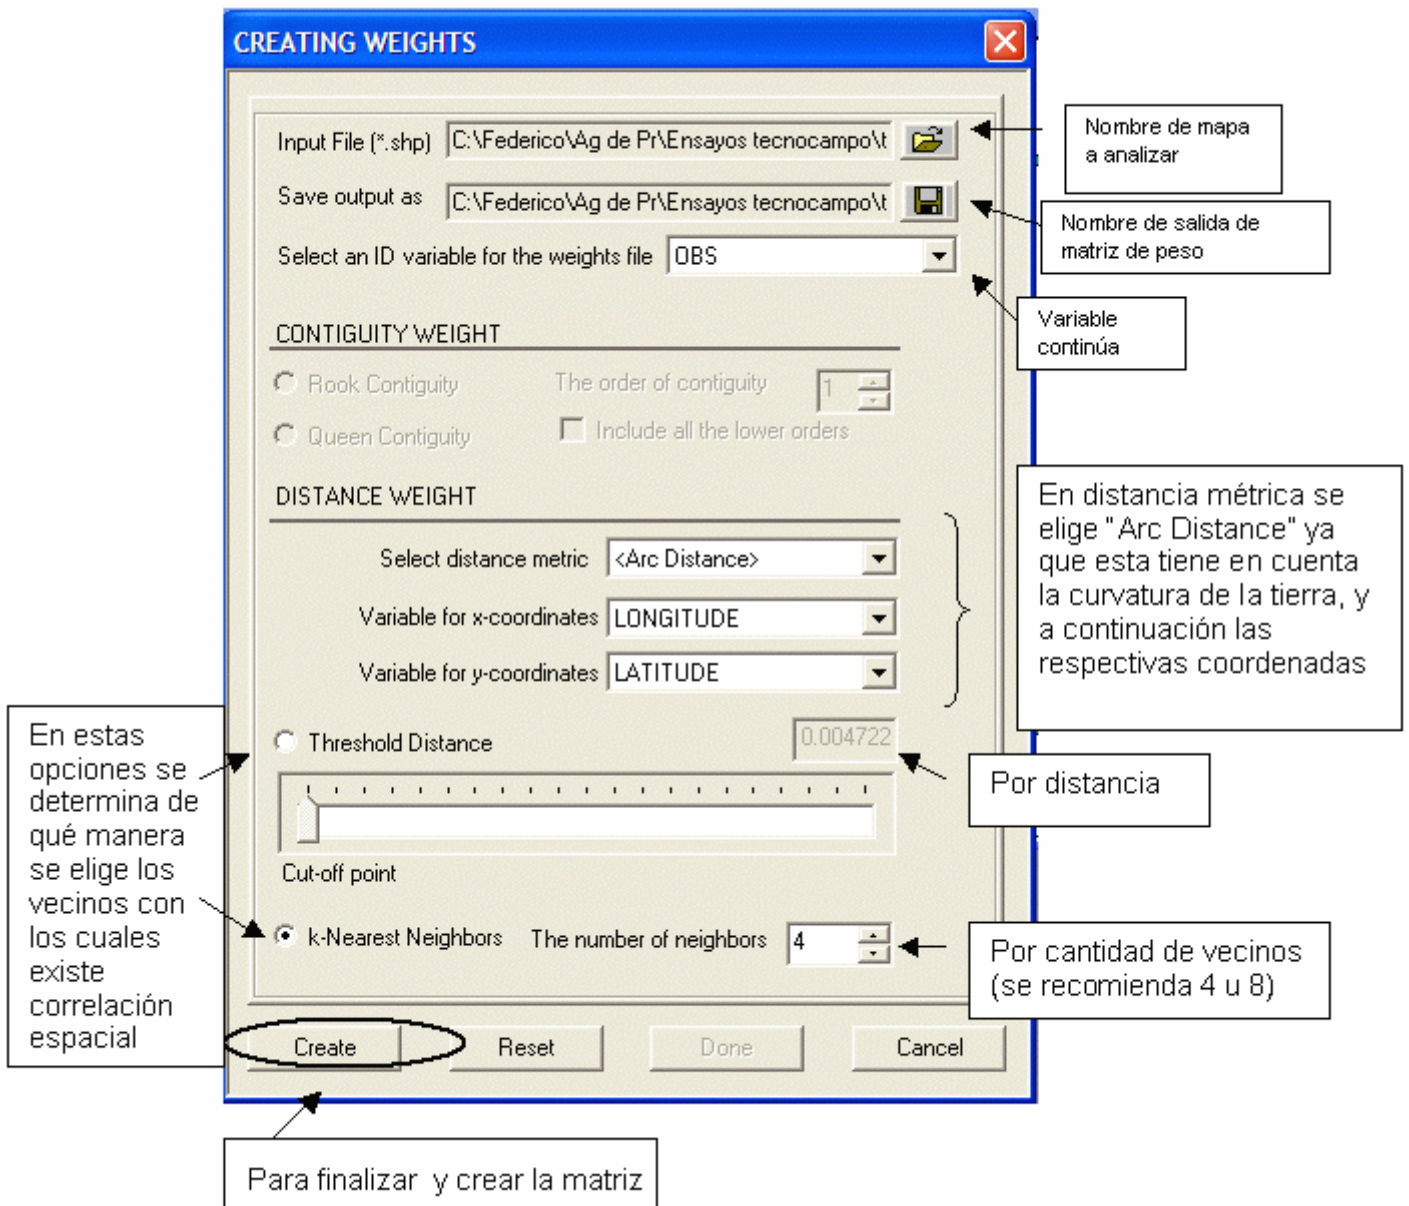 CREATING WEIGHTS
Input File (*.shp)
C:\Federico\Ag de Pr\Ensayos tecnocampo\t
Nombre de mapa
a analizar
Save output as
C:\Federico\Ag de Pr\Ensayos tecnocampo\t
Nombre de salida de
matriz de peso
Select an ID variable for the weights file
OBS
Variable
continúa
CONTIGUITY WEIGHT
Rook Contiguity
The order of contiguity
1
Queen Contiguity
Include all the lower orders
DISTANCE WEIGHT
Select distance metric
<Arc Distance>
Variable for x-coordinates
LONGITUDE
Variable for y-coordinates
LATITUDE
En distancia métrica se
elige "Arc Distance" ya
que esta tiene en cuenta
la curvatura de la tierra, y
a continuación las
respectivas coordenadas
En estas
opciones se
determina de
qué manera
se elige los
vecinos con
los cuales
existe
correlación
espacial
Threshold Distance
0.004722
Por distancia
Cut-off point
k-Nearest Neighbors
The number of neighbors
4
Por cantidad de vecinos
(se recomienda 4 u 8)
Create
Reset
Done
Cancel
Para finalizar y crear la matriz